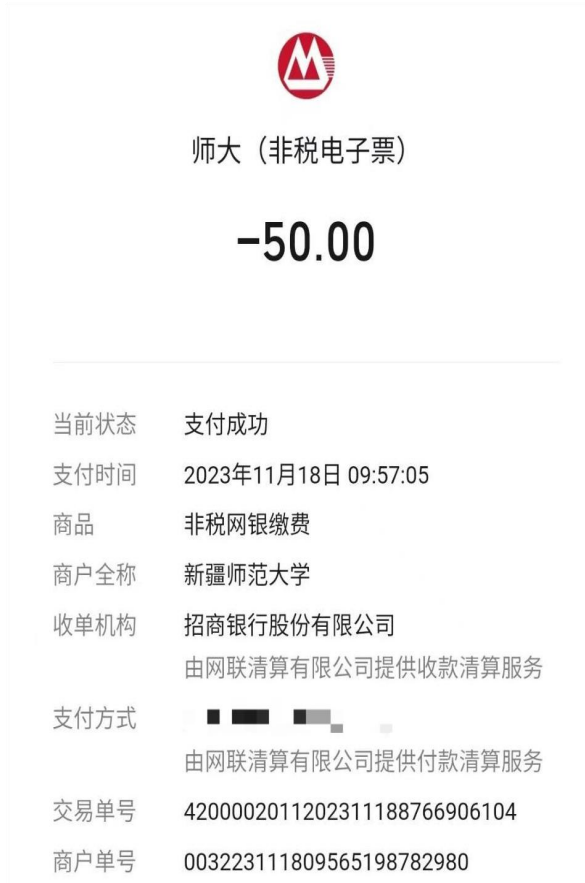 师大（非税电子票）
-50.00
当前状态 支付成功
支付时间 2023年11月18日 09:57:05
商品 非税网银缴费
商户全称 新疆师范大学
收单机构 招商银行股份有限公司
由网联清算有限公司提供收款清算服务
支付方式
由网联清算有限公司提供付款清算服务
交易单号 4200002011202311188766906104
商户单号 003223111809565198782980